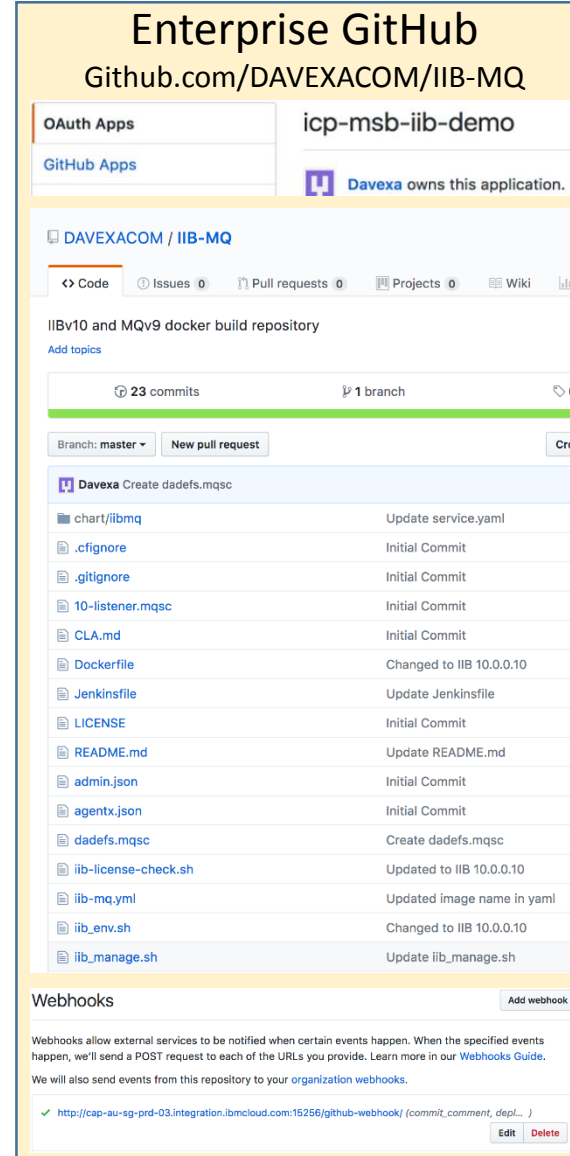 Enterprise GitHub
Github.com/DAVEXACOM/IIB-MQ
OAuth Apps
icp-msb-iib-demo
GitHub Apps
Davexa owns this application.
DAVEXACOM / IIB-MQ
Code Issues 0 Pull requests 0 Projects 0 Wiki
IIBv10 and MQv9 docker build repository
Add topics
23 commits 1 branch
Branch: master New pull request
Davexa Create dadefs.mqsc
chart/iibmq Update service.yaml
.cfignore Initial Commit
.gitignore Initial Commit
10-listener.mqsc Initial Commit
CLA.md Initial Commit
Dockerfile Changed to IIB 10.0.0.10
Jenkinsfile Update Jenkinsfile
LICENSE Initial Commit
README.md Update README.md
admin.json Initial Commit
agentx.json Initial Commit
dadefs.mqsc Create dadefs.mqsc
iib-license-check.sh Updated to IIB 10.0.0.10
iib-mq.yml Updated image name in yaml
iib_env.sh Changed to IIB 10.0.0.10
iib_manage.sh Update iib_manage.sh
Webhooks Add webhook
Webhooks allow external services to be notified when certain events happen. When the specified events
happen, we'll send a POST request to each of the URLs you provide. Learn more in our Webhooks Guide.
We will also send events from this repository to your organization webhooks.
http://cap-au-sg-prd-03.integration.ibmcloud.com:15256/github-webhook/ (commit_comment, depl... )
Edit Delete